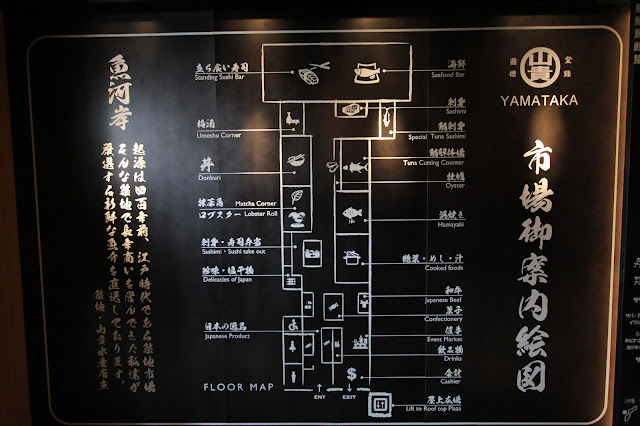 魚河岸
起源は四百年前、江戸時代である築地市場
そんな築地で長年商いを営んできた私達が
厳選する新鮮な魚介を直送しております。
築地・山貴水産店主
立ち食い寿司
Standing Sushi Bar
梅酒
Umeshu Corner
丼
Donburi
抹茶処 Matcha Corner
ロブスター Lobster Roll
刺身・寿司弁当
Sashimi・Sushi take out
珍味・塩干物
Delicacies of Japan
日本の逸品
Japanese Product
FLOOR MAP
ENT
EXIT
$
海鮮
Seafood Bar
刺身
Sashimi
鮪刺身
Special Tuna Sashimi
鮪解体場
Tuna Cutting Counter
牡蠣
Oyster
浜焼き
Hamayaki
惣菜・めし・汁
Cooked foods
和牛
Japanese Beef
菓子
Confectionery
催事
Event Market
飲工場
Drinks
会計
Cashier
屋上広場
Lift to Roof top Plaza
商標
山貴
登録
YAMATAKA
市場御案内絵図